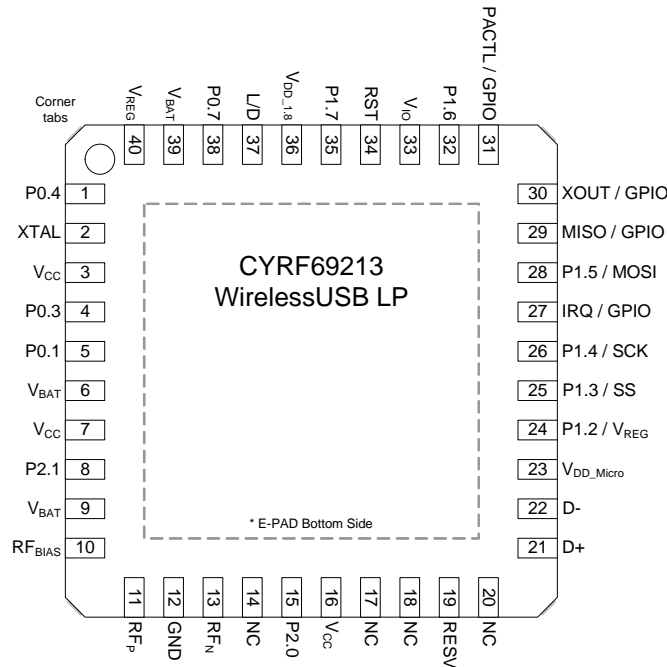 PACTL / GPIO
P1.6
VIO
RST
P1.7
VDD_1.8
L/D
P0.7
VBAT
VREG
Corner
tabs
40 39 38 37 36 35 34 33 32 31
P0.4 1
XTAL 2
VCC 3
P0.3 4
P0.1 5
VBAT 6
VCC 7
P2.1 8
VBAT 9
RFBIAS 10
CYRF69213
WirelessUSB LP
* E-PAD Bottom Side
30 XOUT / GPIO
29 MISO / GPIO
28 P1.5 / MOSI
27 IRQ / GPIO
26 P1.4 / SCK
25 P1.3 / SS
24 P1.2 / VREG
23 VDD_Micro
22 D-
21 D+
11 12 13 14 15 16 17 18 19 20
RFP
GND
RFN
NC
P2.0
VCC
NC
NC
RESV
NC